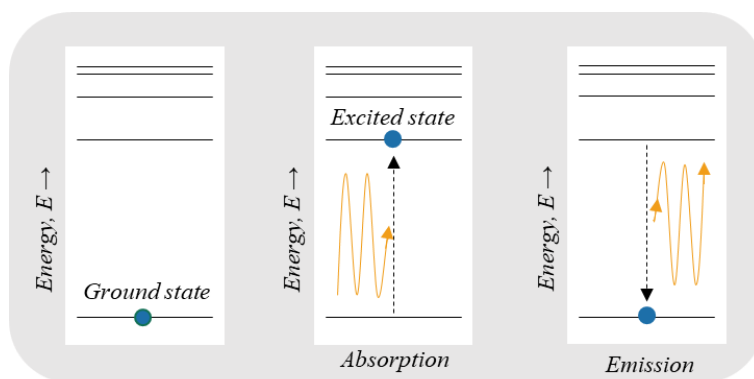 Energy, E →
Ground state
Energy, E →
Excited state
Absorption
Energy, E →
Emission